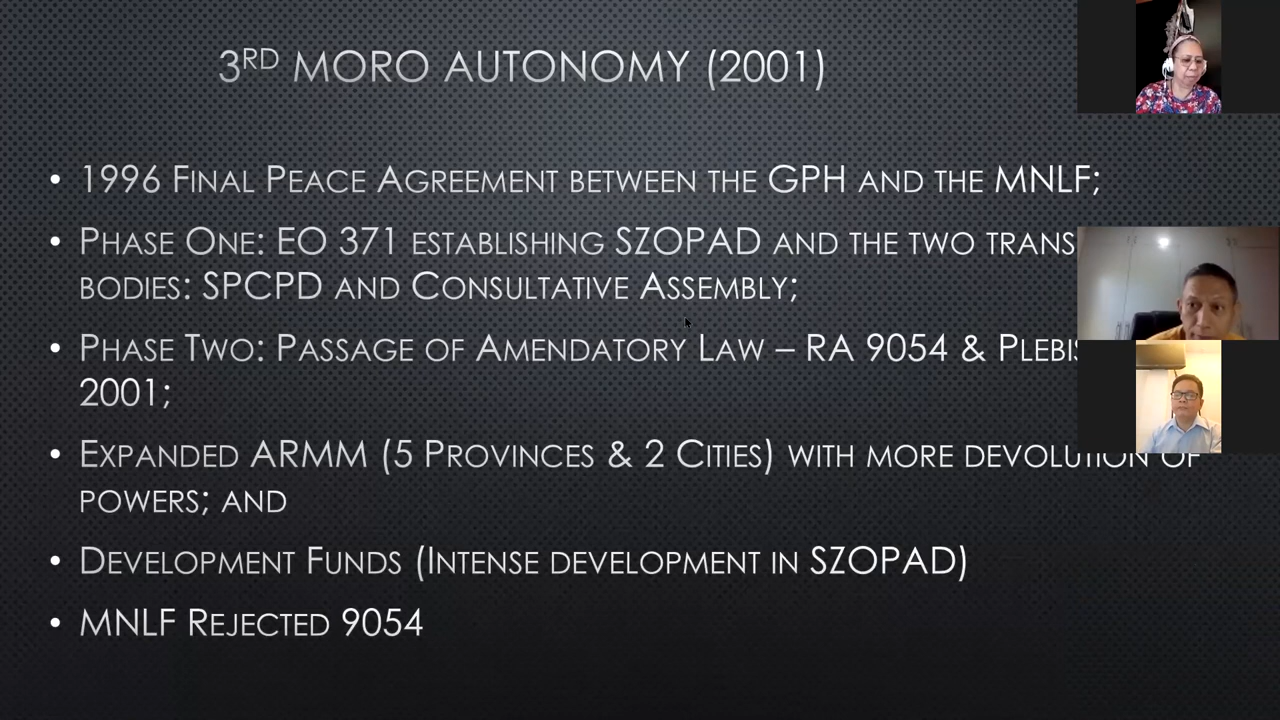 3RD MORO AUTONOMY (2001)
• 1996 FINAL PEACE AGREEMENT BETWEEN THE GPH AND THE MNLF;
• PHASE ONE: EO 371 ESTABLISHING SZOPAD AND THE TWO
BODIES: SPCPD AND CONSULTATIVE ASSEMBLY;
• PHASE TWO: PASSAGE OF AMENDATORY LAW – RA 9054 &
2001;
• EXPANDED ARMM (5 PROVINCES & 2 CITIES) WITH MORE DEVOLUTION OF
POWERS; AND
• DEVELOPMENT FUNDS (INTENSE DEVELOPMENT IN SZOPAD)
• MNLF REJECTED 9054